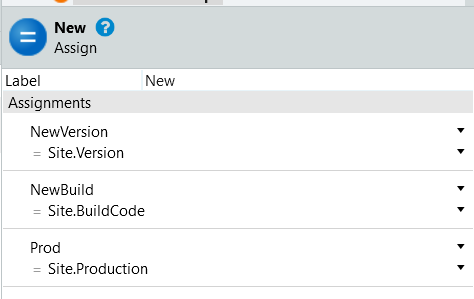 New ?
Assign
Label New
Assignments
NewVersion
= Site.Version
NewBuild
= Site.BuildCode
Prod
= Site.Production